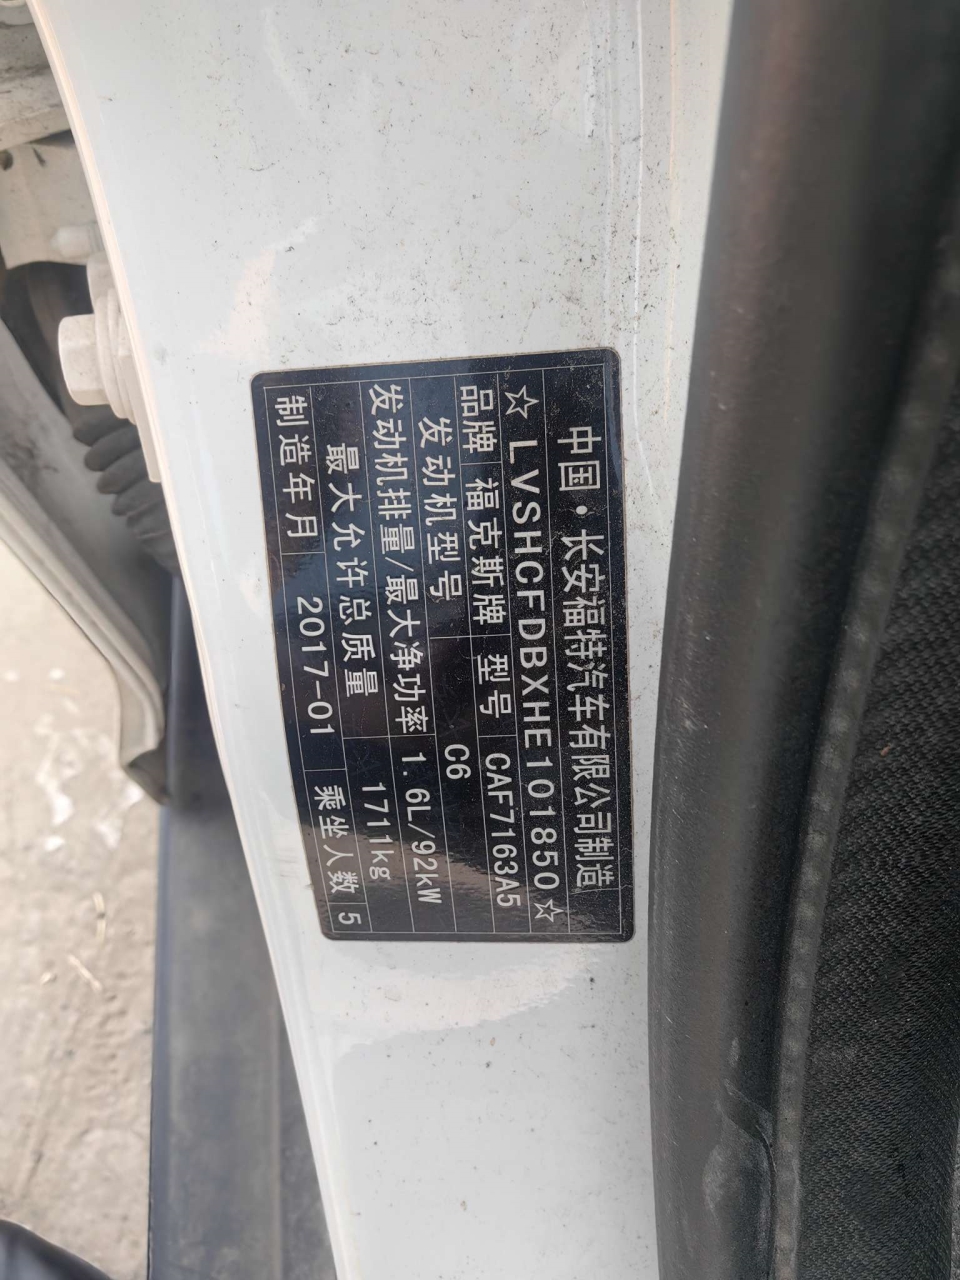 中国·长安福特汽车有限公司制造
☆LVSHCFDBXHE101850☆
品牌 福克斯牌 型号 CAF7163A5
发动机型号 C6
发动机排量/最大净功率 1.6L/92kW
最大允许总质量 1711kg
制造年月 2017-01 乘坐人数 5